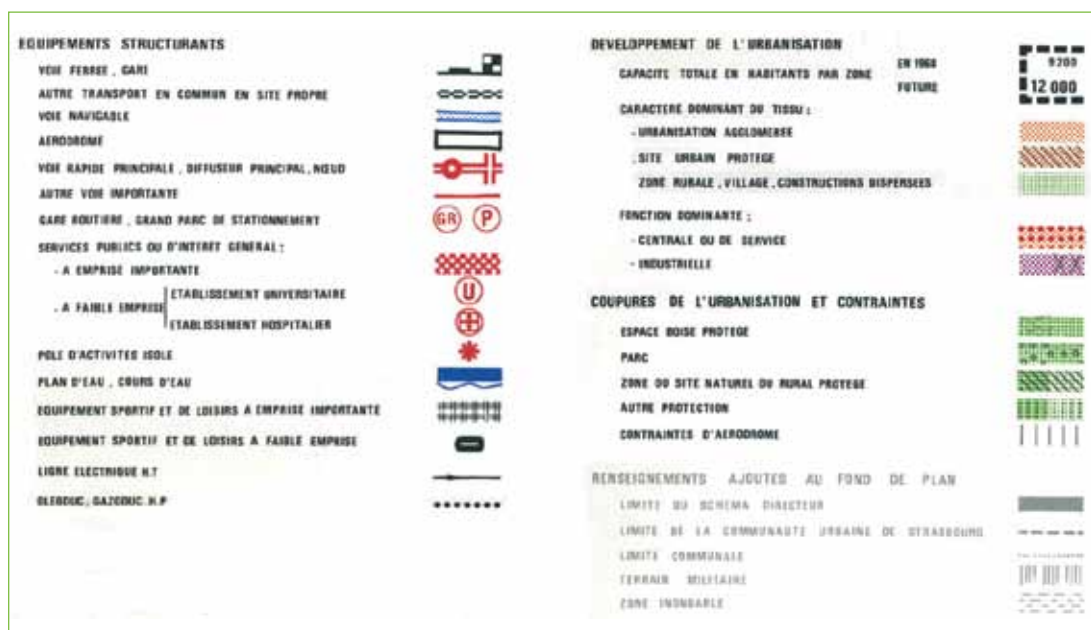 EQUIPEMENTS STRUCTURANTS
VOIE FERREE, GARE
AUTRE TRANSPORT EN COMMUN EN SITE PROPRE
VOIE NAVIGABLE
AERODROME
VOIE RAPIDE PRINCIPALE, DIFFUSEUR PRINCIPAL, NŒUD
AUTRE VOIE IMPORTANTE
GARE ROUTIERE, GRAND PARC DE STATIONNEMENT GR P
SERVICES PUBLICS OU D'INTERET GENERAL :
- A EMPRISE IMPORTANTE
. A FAIBLE EMPRISE
ETABLISSEMENT UNIVERSITAIRE U
ETABLISSEMENT HOSPITALIER
POLE D'ACTIVITES ISOLE
PLAN D'EAU, COURS D'EAU
EQUIPEMENT SPORTIF ET DE LOISIRS A EMPRISE IMPORTANTE
EQUIPEMENT SPORTIF ET DE LOISIRS A FAIBLE EMPRISE
LIGNE ELECTRIQUE H.T
OLEODUC, GAZODUC H.P
DEVELOPPEMENT DE L'URBANISATION
CAPACITE TOTALE EN HABITANTS PAR ZONE
EN 1968 9200
FUTURE 12 000
CARACTERE DOMINANT DU TISSU :
- URBANISATION AGGLOMEREE
. SITE URBAIN PROTEGE
ZONE RURALE, VILLAGE, CONSTRUCTIONS DISPERSEES
FONCTION DOMINANTE :
- CENTRALE OU DE SERVICE
- INDUSTRIELLE
COUPURES DE L'URBANISATION ET CONTRAINTES
ESPACE BOISE PROTEGE
PARC
ZONE OU SITE NATUREL OU RURAL PROTEGE
AUTRE PROTECTION
CONTRAINTES D'AERODROME
RENSEIGNEMENTS AJOUTES AU FOND DE PLAN
LIMITE DU SCHEMA DIRECTEUR
LIMITE DE LA COMMUNAUTE URBAINE DE STRASBOURG
LIMITE COMMUNALE
TERRAIN MILITAIRE
ZONE INONDABLE